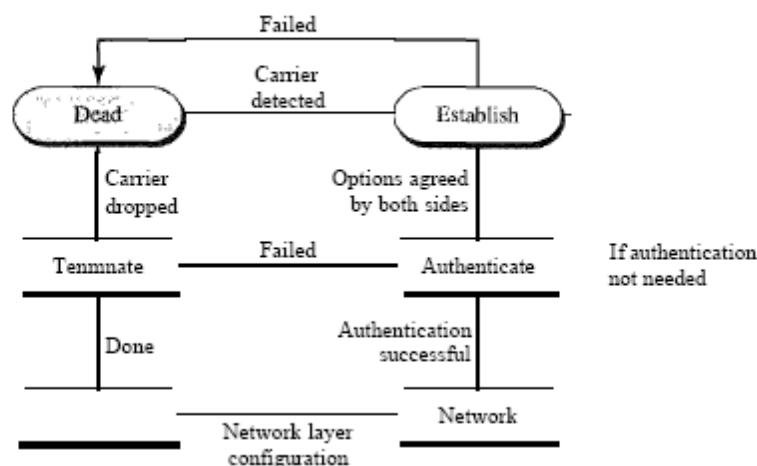 Failed
Carrier
detected
Dead
Establish
Carrier
dropped
Options agreed
by both sides
Failed
Tenmnate
Authenticate
If authentication
not needed
Done
Authentication
successful
Network
Network layer
configuration